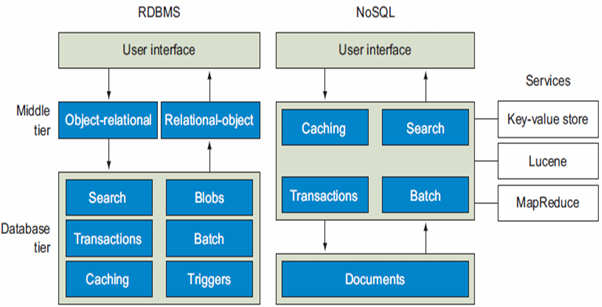 RDBMS
NoSQL
User interface
User interface
Services
Middle
tier
Object-relational
Relational-object
Caching
Search
Key-value store
Lucene
Transactions
Batch
MapReduce
Database
tier
Search
Blobs
Transactions
Batch
Caching
Triggers
Documents